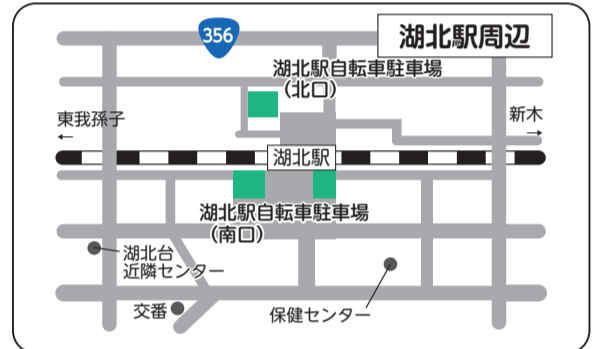 356
湖北駅周辺
湖北駅自転車駐車場
（北口）
東我孫子
←
新木
→
湖北駅
湖北駅自転車駐車場
（南口）
湖北台
近隣センター
交番
保健センター